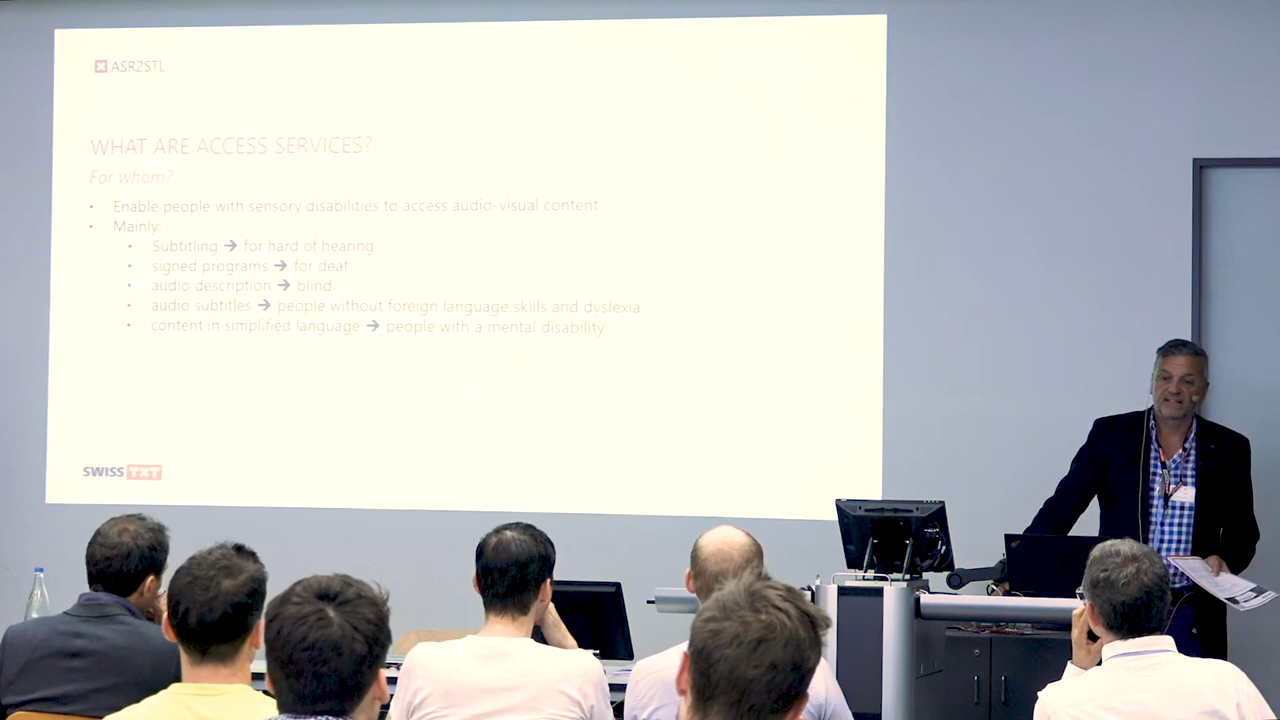 ASR2STL
WHAT ARE ACCESS SERVICES?
For whom?
• Enable people with sensory disabilities to access audio-visual content
• Mainly:
• Subtitling ➔ for hard of hearing
• signed programs ➔ for deaf
• audio description ➔ blind
• audio subtitles ➔ people without foreign language skills and dyslexia
• content in simplified language ➔ people with a mental disability
SWISS TXT